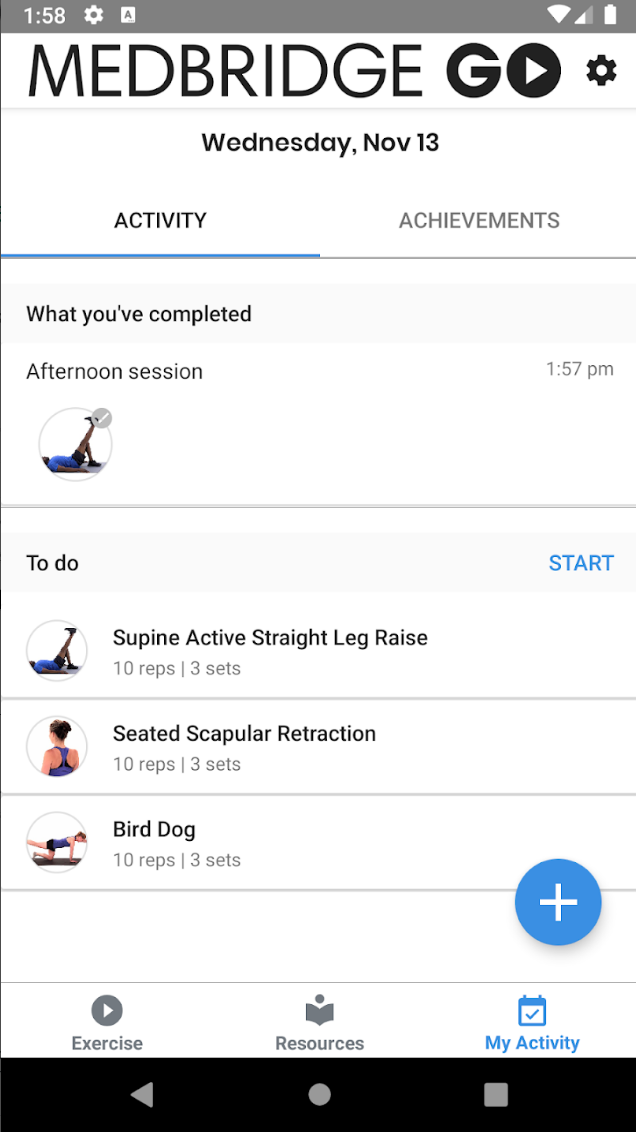 1:58
A
MEDBRIDGE GO
Wednesday, Nov 13
ACTIVITY
ACHIEVEMENTS
What you've completed
Afternoon session
1:57 pm
To do
START
Supine Active Straight Leg Raise
10 reps | 3 sets
Seated Scapular Retraction
10 reps | 3 sets
Bird Dog
10 reps | 3 sets
Exercise
Resources
My Activity